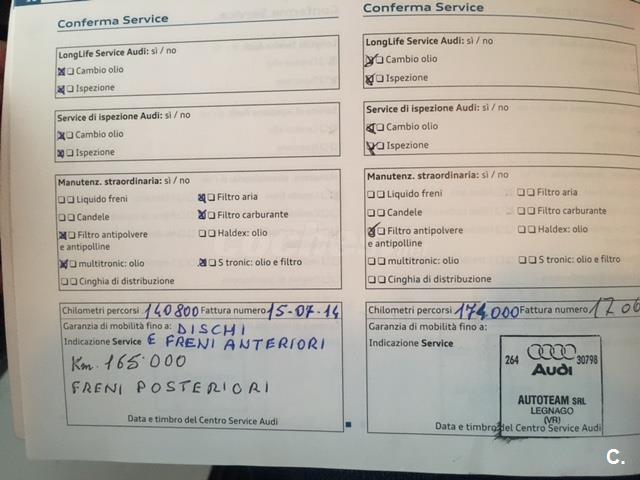 Conferma Service
LongLife Service Audi: sì / no
Cambio olio
Ispezione
Service di ispezione Audi: sì / no
Cambio olio
Ispezione
Manutenz. straordinaria: sì / no
Liquido freni
Filtro aria
Candele
Filtro carburante
Filtro antipolvere
e antipolline
Haldex: olio
multitronic: olio
S tronic: olio e filtro
Cinghia di distribuzione
Chilometri percorsi 140800 Fattura numero 15-07-14
Garanzia di mobilità fino a: DISCHI
Indicazione Service E FRENI ANTERIORI
Km. 165.000
FRENI POSTERIORI
Data e timbro del Centro Service Audi
Conferma Service
LongLife Service Audi: sì / no
Cambio olio
Ispezione
Service di ispezione Audi: sì / no
Cambio olio
Ispezione
Manutenz. straordinaria: sì / no
Liquido freni
Filtro aria
Candele
Filtro carburante
Filtro antipolvere
e antipolline
Haldex: olio
multitronic: olio
S tronic: olio e filtro
Cinghia di distribuzione
Chilometri percorsi 174000 Fattura numero
Garanzia di mobilità fino a:
Indicazione Service
264 30798
Audi
AUTOTEAM SRL
LEGNAGO
(VR)
Data e timbro del Centro Service Audi
C.